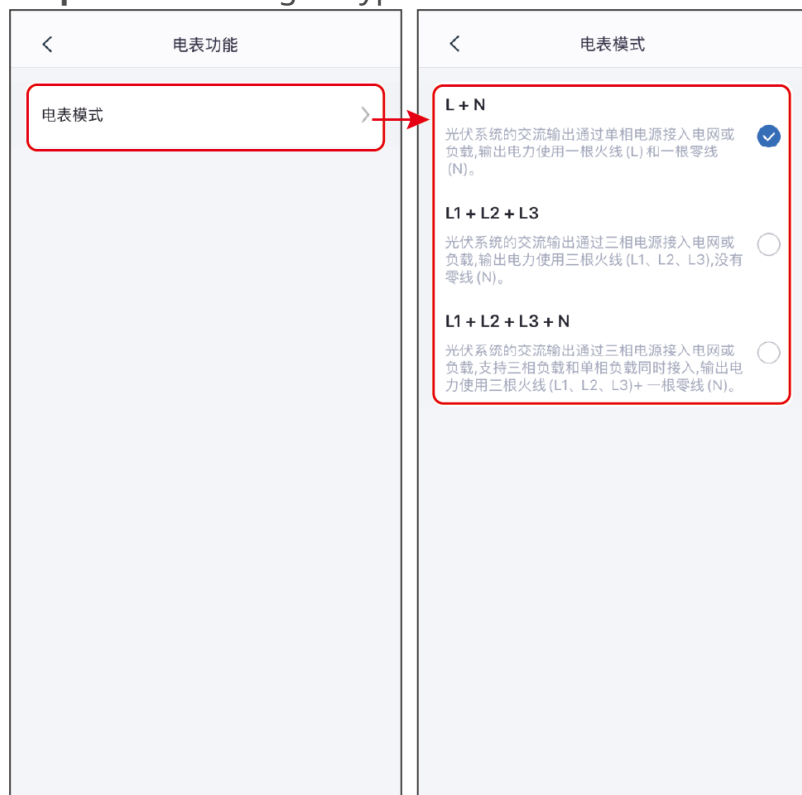 电表功能
电表模式
电表模式
L + N
光伏系统的交流输出通过单相电源接入电网或
负载,输出电力使用一根火线 (L) 和一根零线
(N)。
L1 + L2 + L3
光伏系统的交流输出通过三相电源接入电网或
负载,输出电力使用三根火线 (L1、L2、L3),没有
零线 (N)。
L1 + L2 + L3 + N
光伏系统的交流输出通过三相电源接入电网或
负载,支持三相负载和单相负载同时接入,输出电
力使用三根火线 (L1、L2、L3)+ 一根零线 (N)。